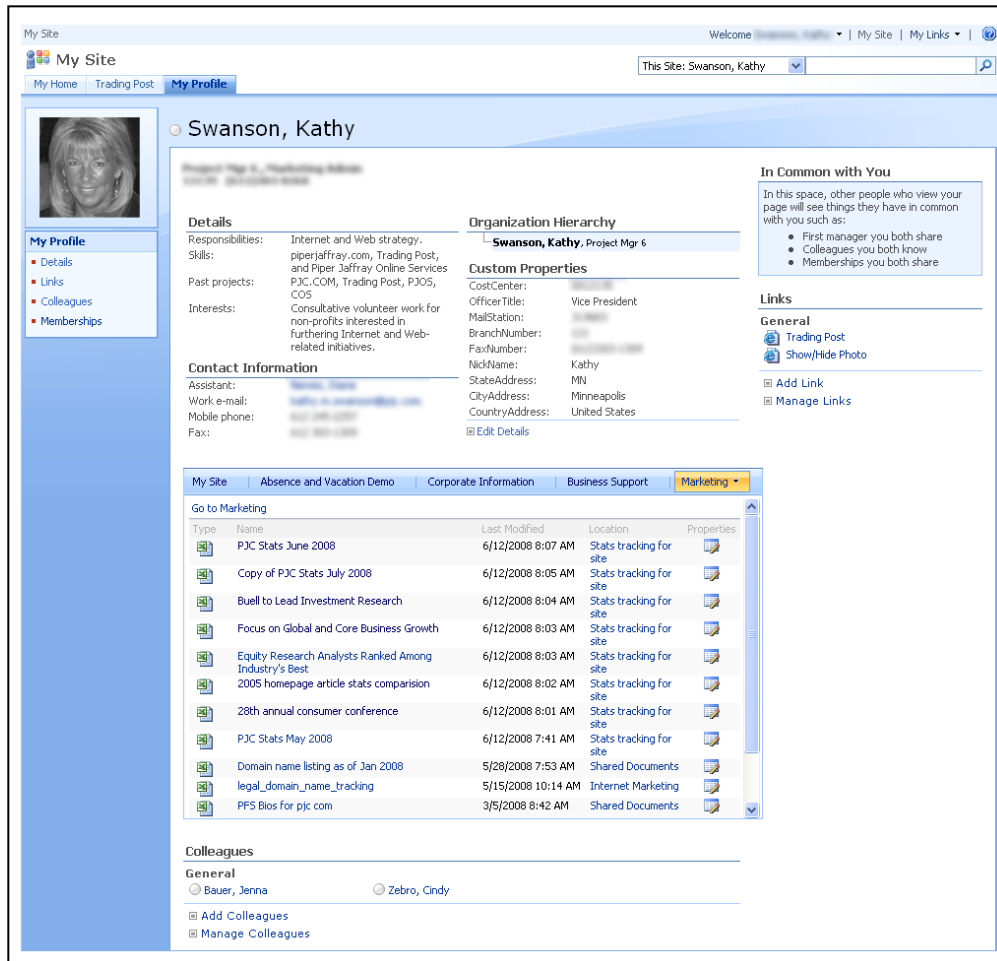 My Site
Welcome
My Site | My Links
My Site
This Site: Swanson, Kathy
My Home Trading Post My Profile
Swanson, Kathy
My Profile
Details
Links
Colleagues
Memberships
Details
Responsibilities: Internet and Web strategy.
Skills: piperjaffray.com, Trading Post,
and Piper Jaffray Online Services
Past projects: PJC.COM, Trading Post, PJOS,
COS
Interests: Consultative volunteer work for
non-profits interested in
furthering Internet and Web-
related initiatives.
Contact Information
Assistant:
Work e-mail:
Mobile phone:
Fax:
Organization Hierarchy
Swanson, Kathy, Project Mgr 6
Custom Properties
CostCenter:
OfficerTitle: Vice President
MailStation:
BranchNumber:
FaxNumber:
NickName: Kathy
StateAddress: MN
CityAddress: Minneapolis
CountryAddress: United States
Edit Details
In Common with You
In this space, other people who view your
page will see things they have in common
with you such as:
First manager you both share
Colleagues you both know
Memberships you both share
Links
General
Trading Post
Show/Hide Photo
Add Link
Manage Links
My Site | Absence and Vacation Demo | Corporate Information | Business Support | Marketing
Go to Marketing
Type Name Last Modified Location Properties
PJC Stats June 2008 6/12/2008 8:07 AM Stats tracking for
site
Copy of PJC Stats July 2008 6/12/2008 8:05 AM Stats tracking for
site
Buell to Lead Investment Research 6/12/2008 8:04 AM Stats tracking for
site
Focus on Global and Core Business Growth 6/12/2008 8:03 AM Stats tracking for
site
Equity Research Analysts Ranked Among 6/12/2008 8:03 AM Stats tracking for
Industry's Best site
2005 homepage article stats comparision 6/12/2008 8:02 AM Stats tracking for
site
28th annual consumer conference 6/12/2008 8:01 AM Stats tracking for
site
PJC Stats May 2008 6/12/2008 7:41 AM Stats tracking for
site
Domain name listing as of Jan 2008 5/28/2008 7:53 AM Shared Documents
legal_domain_name_tracking 5/15/2008 10:14 AM Internet Marketing
PFS Bios for pjc com 3/5/2008 8:42 AM Shared Documents
Colleagues
General
Bauer, Jenna Zebro, Cindy
Add Colleagues
Manage Colleagues